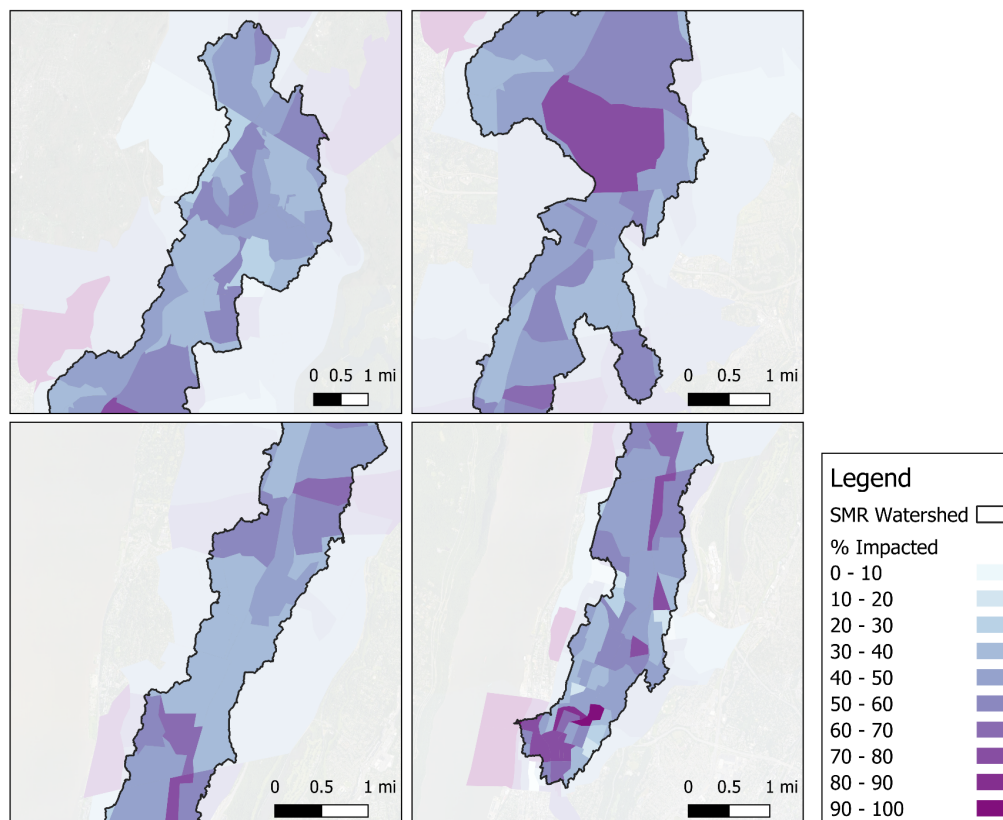 0 0.5 1 mi
0 0.5 1 mi
0 0.5 1 mi
0 0.5 1 mi
Legend
SMR Watershed
% Impacted
0 - 10
10 - 20
20 - 30
30 - 40
40 - 50
50 - 60
60 - 70
70 - 80
80 - 90
90 - 100